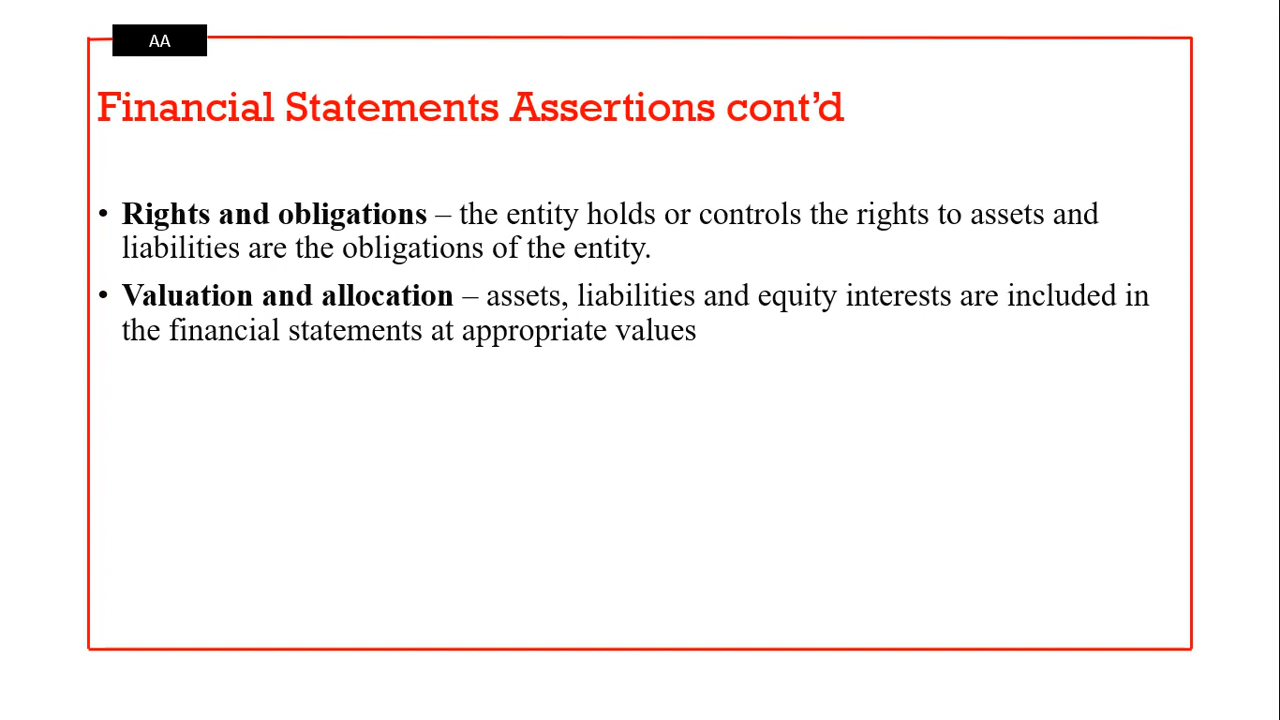 AA
Financial Statements Assertions cont’d
• Rights and obligations – the entity holds or controls the rights to assets and
liabilities are the obligations of the entity.
• Valuation and allocation – assets, liabilities and equity interests are included in
the financial statements at appropriate values